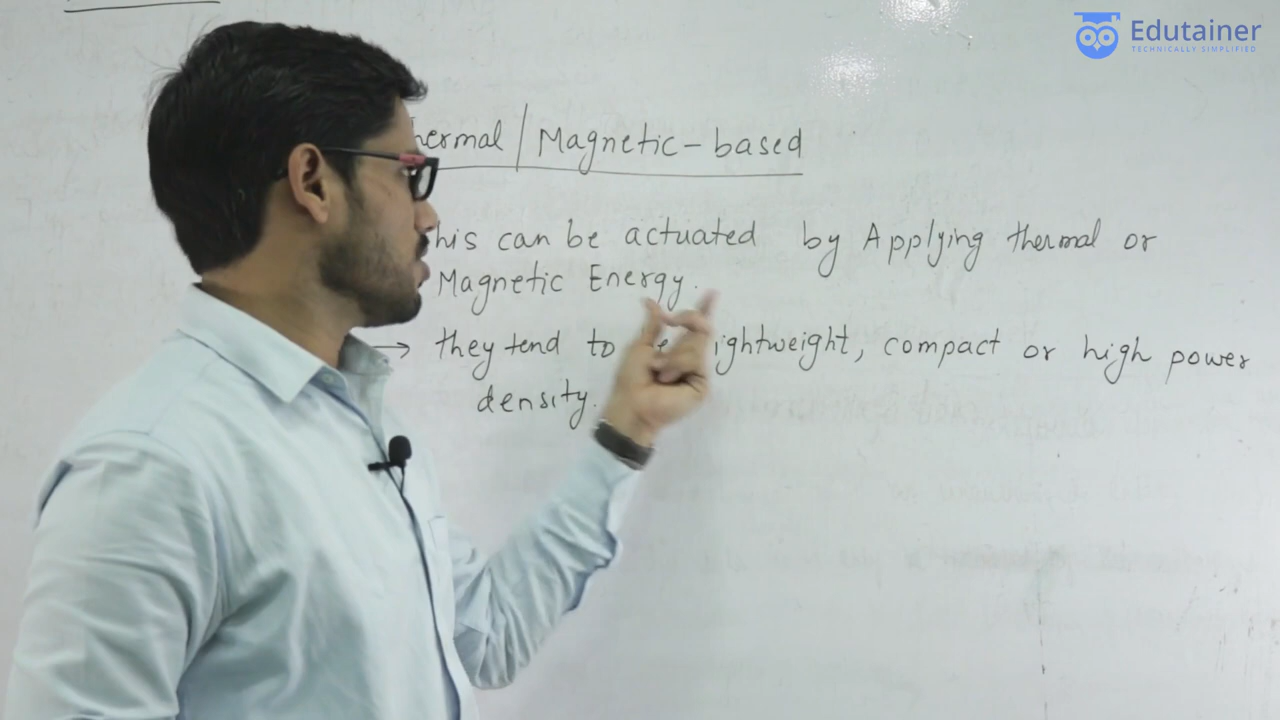 Edutainer
TECHNICALLY SIMPLIFIED
hermal / Magnetic-based
his can be actuated by Applying thermal or
Magnetic Energy.
→ they tend to e ightweight, compact or high power
density.